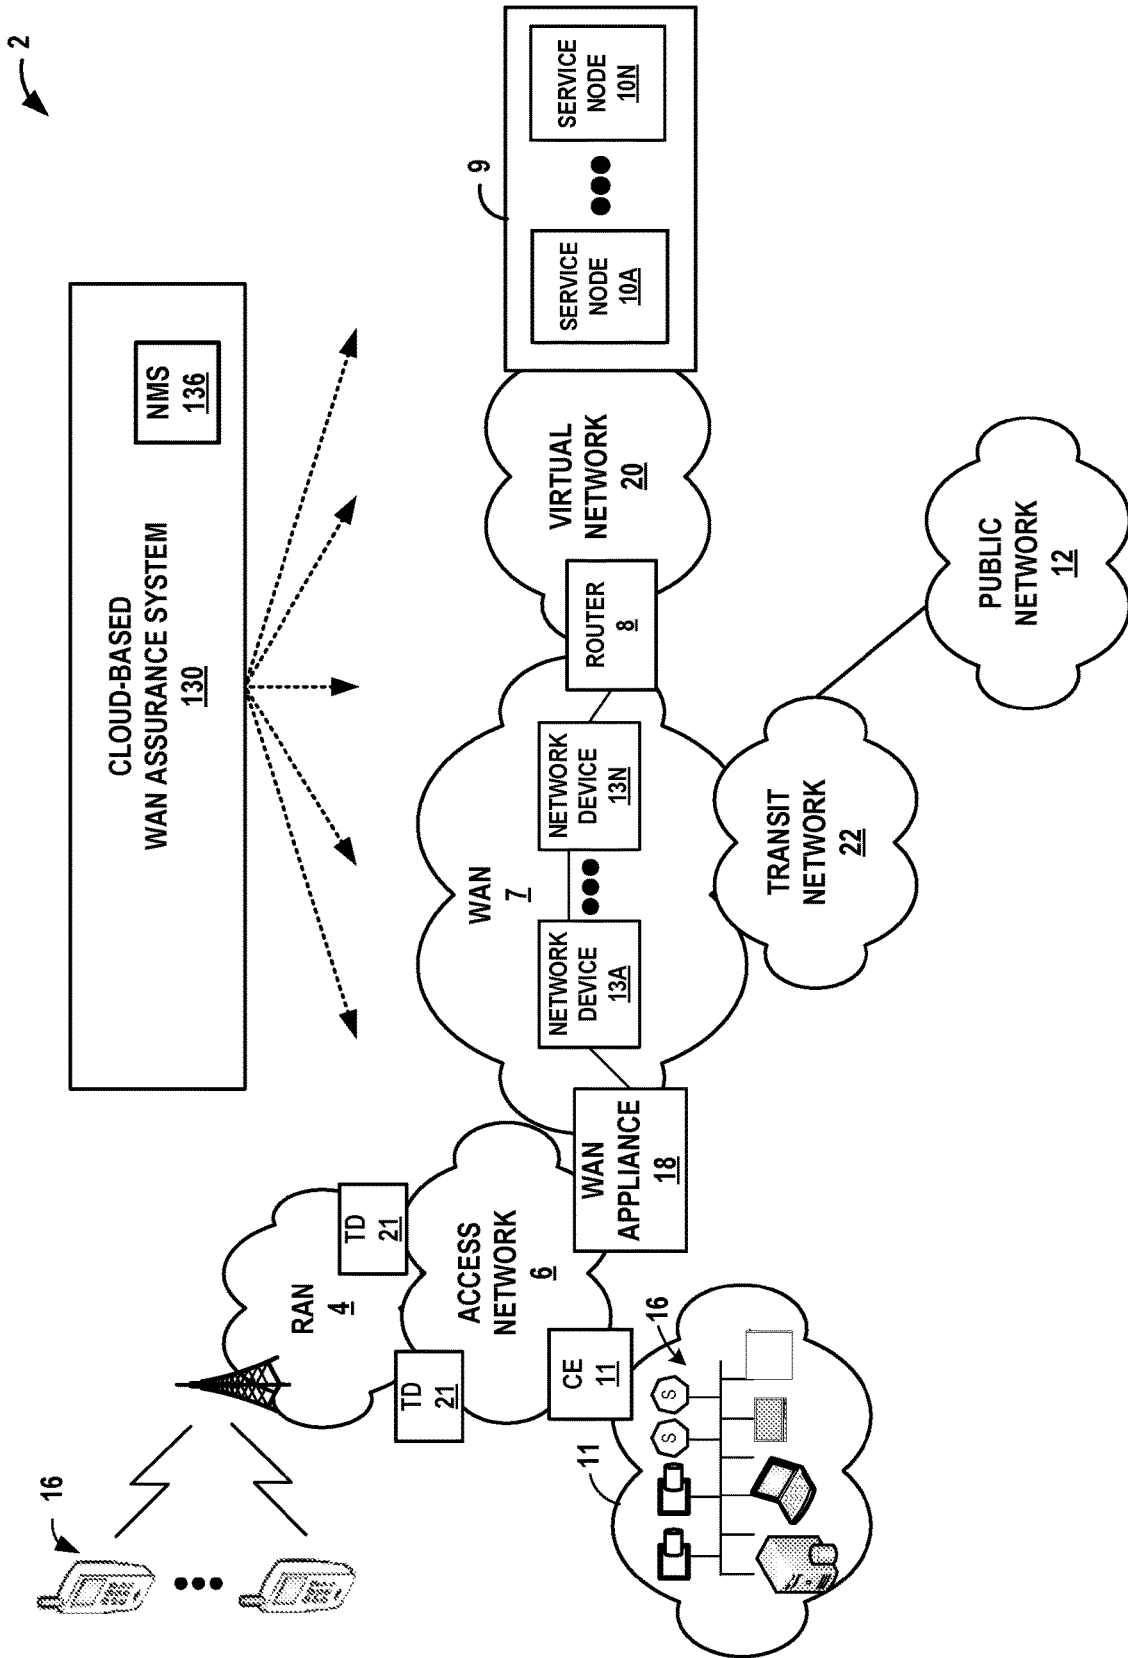 2
CLOUD-BASED
WAN ASSURANCE SYSTEM
130
NMS
136
16
RAN
4
TD
21
TD
21
ACCESS
NETWORK
6
CE
11
WAN
APPLIANCE
18
11
16
S
S
WAN
7
NETWORK
DEVICE
13A
NETWORK
DEVICE
13N
ROUTER
8
VIRTUAL
NETWORK
20
9
SERVICE
NODE
10A
SERVICE
NODE
10N
TRANSIT
NETWORK
22
PUBLIC
NETWORK
12